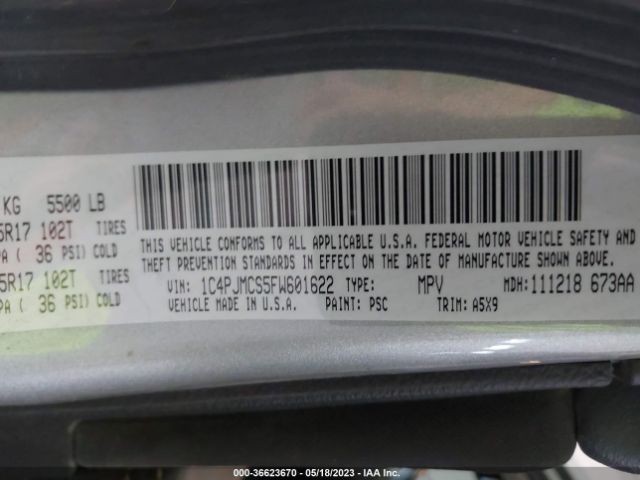 KG 5500 LB
5R17 102T TIRES
PA ( 36 PSI) COLD
5R17 102T TIRES
PA ( 36 PSI) COLD
THIS VEHICLE CONFORMS TO ALL APPLICABLE U.S.A. FEDERAL MOTOR VEHICLE SAFETY AND
THEFT PREVENTION STANDARDS IN EFFECT ON THE DATE OF MANUFACTURE SHOWN ABOVE.
VIN: 1C4PJMCS5FW601622 TYPE: MPV MDH: 111218 673AA
VEHICLE MADE IN U.S.A. PAINT: PSC TRIM: A5X9
000-36623670 - 05/18/2023 - IAA Inc.